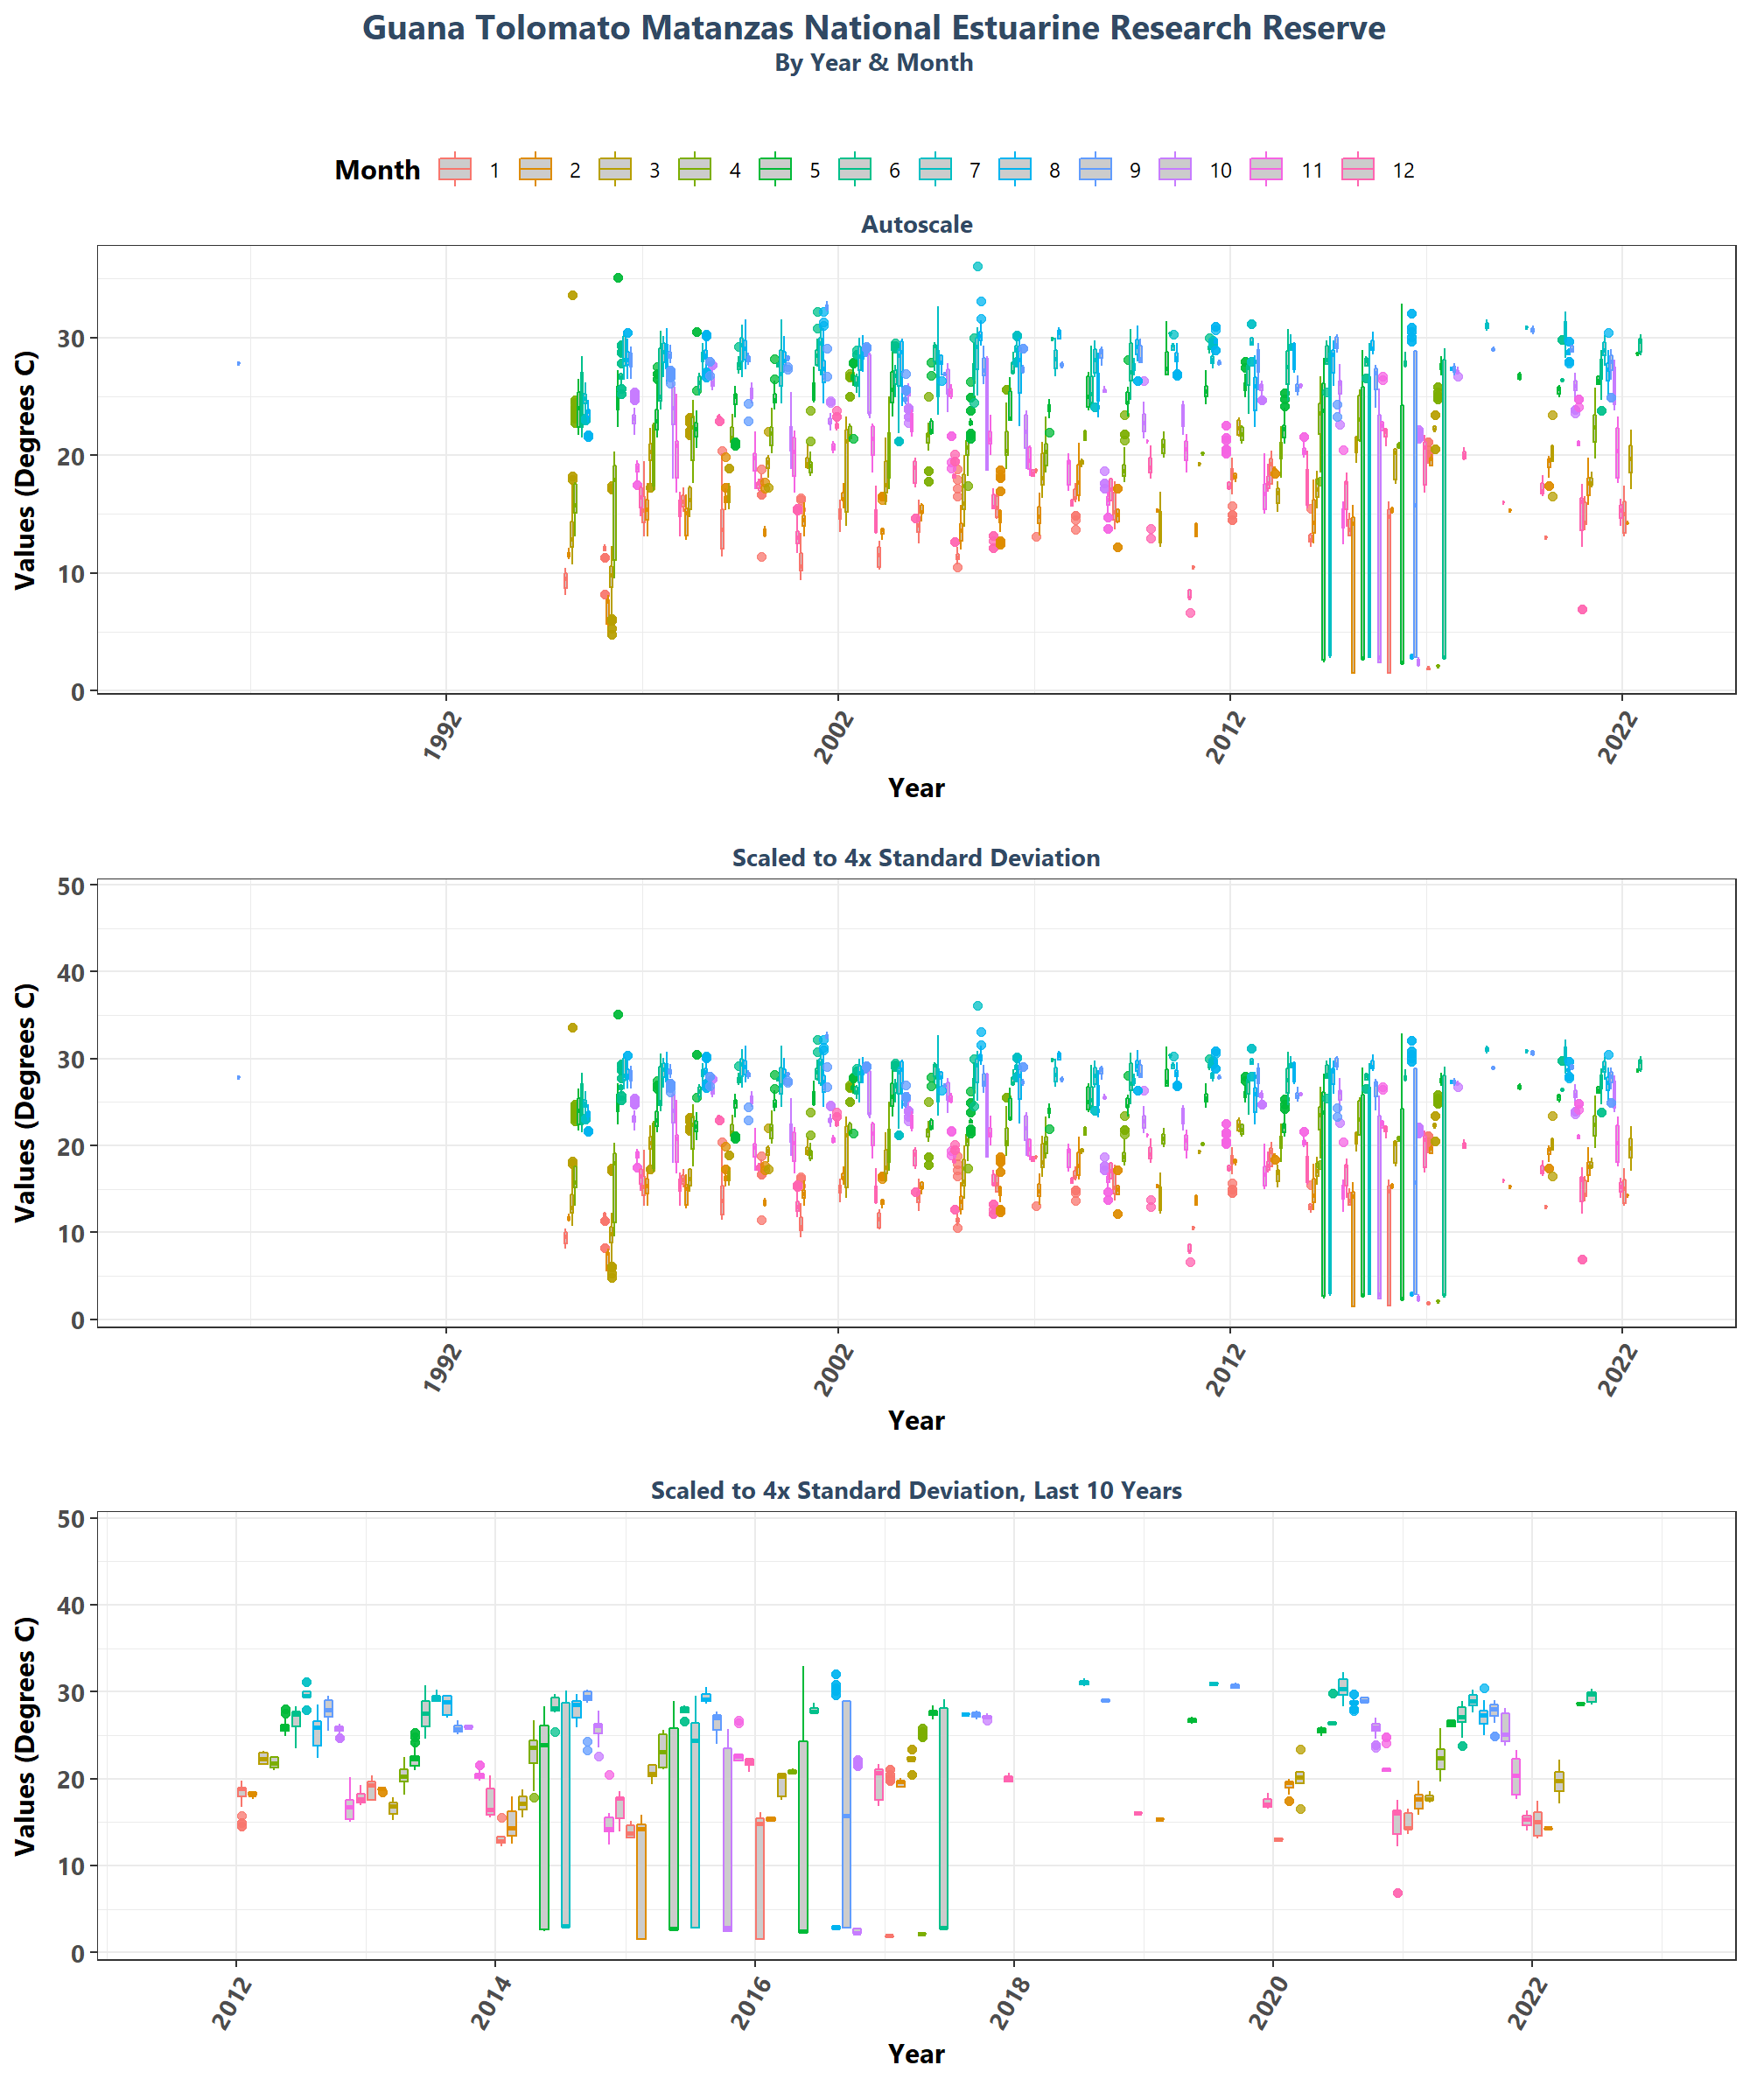 Guana Tolomato Matanzas National Estuarine Research Reserve
By Year & Month
Month 1 2 3 4 5 6 7 8 9 10 11 12
Autoscale
Values (Degrees C)
30
20
10
0
1992 2002 2012 2022
Year
Scaled to 4x Standard Deviation
Values (Degrees C)
50
40
30
20
10
0
1992 2002 2012 2022
Year
Scaled to 4x Standard Deviation, Last 10 Years
Values (Degrees C)
50
40
30
20
10
0
2012 2014 2016 2018 2020 2022
Year